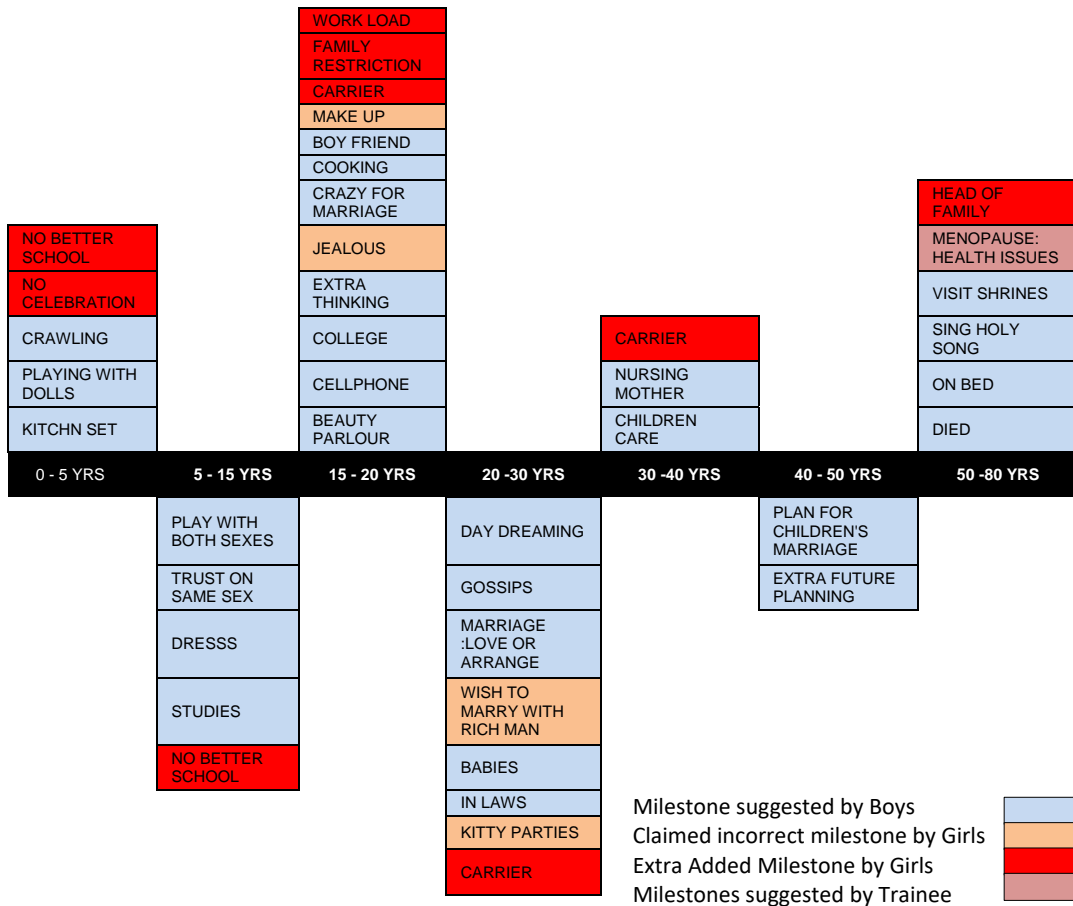 WORK LOAD
FAMILY
RESTRICTION
CARRIER
MAKE UP
BOY FRIEND
COOKING
CRAZY FOR
MARRIAGE
JEALOUS
EXTRA
THINKING
COLLEGE
CELLPHONE
BEAUTY
PARLOUR
NO BETTER
SCHOOL
NO
CELEBRATION
CRAWLING
PLAYING WITH
DOLLS
KITCHN SET
CARRIER
NURSING
MOTHER
CHILDREN
CARE
HEAD OF
FAMILY
MENOPAUSE:
HEALTH ISSUES
VISIT SHRINES
SING HOLY
SONG
ON BED
DIED
0 - 5 YRS 5 - 15 YRS 15 - 20 YRS 20 -30 YRS 30 -40 YRS 40 - 50 YRS 50 -80 YRS
PLAY WITH
BOTH SEXES
TRUST ON
SAME SEX
DRESSS
STUDIES
NO BETTER
SCHOOL
DAY DREAMING
GOSSIPS
MARRIAGE
:LOVE OR
ARRANGE
WISH TO
MARRY WITH
RICH MAN
BABIES
IN LAWS
KITTY PARTIES
CARRIER
PLAN FOR
CHILDREN'S
MARRIAGE
EXTRA FUTURE
PLANNING
Milestone suggested by Boys
Claimed incorrect milestone by Girls
Extra Added Milestone by Girls
Milestones suggested by Trainee